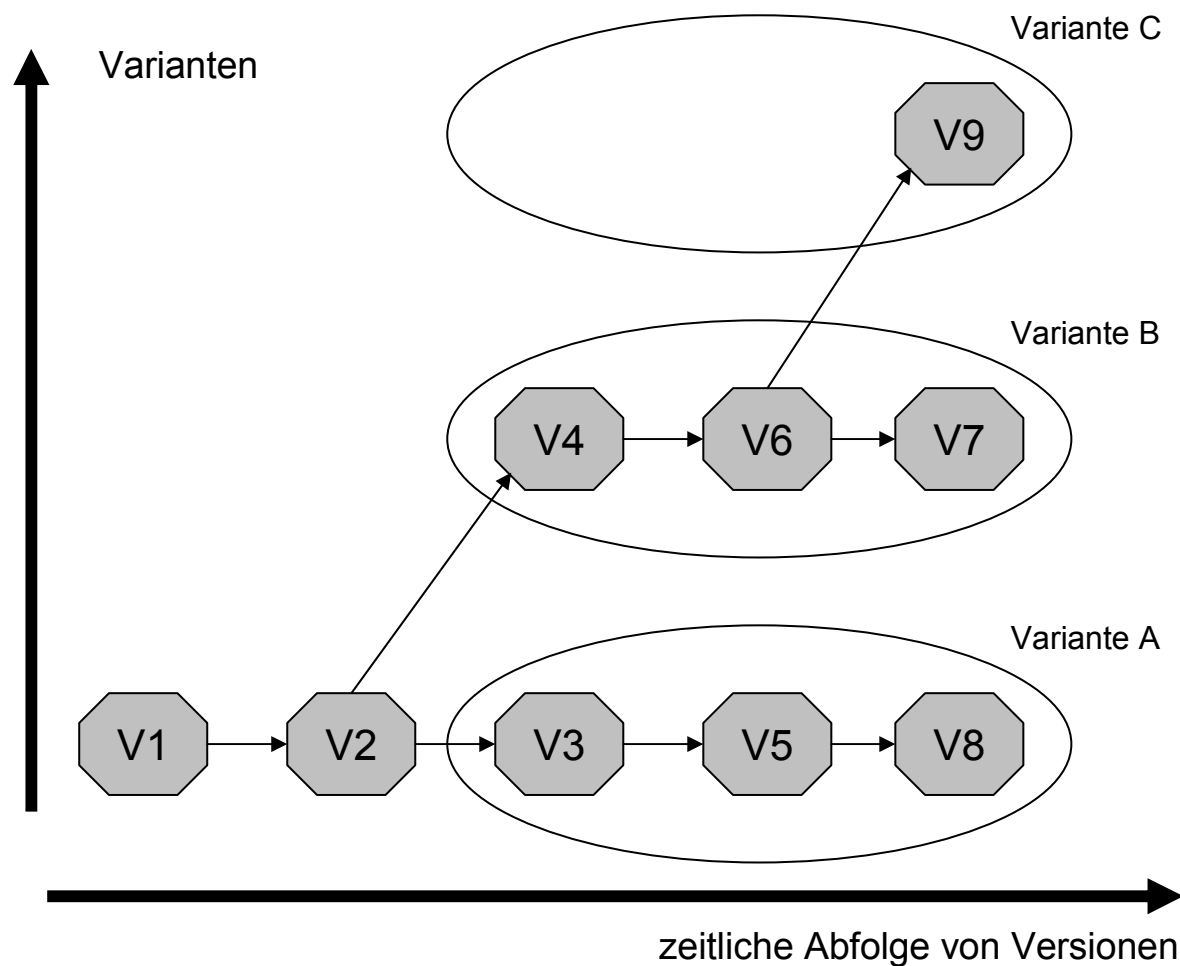 Variante C
Varianten
V9
Variante B
V4 V6 V7
Variante A
V1 V2 V3 V5 V8
zeitliche Abfolge von Versionen